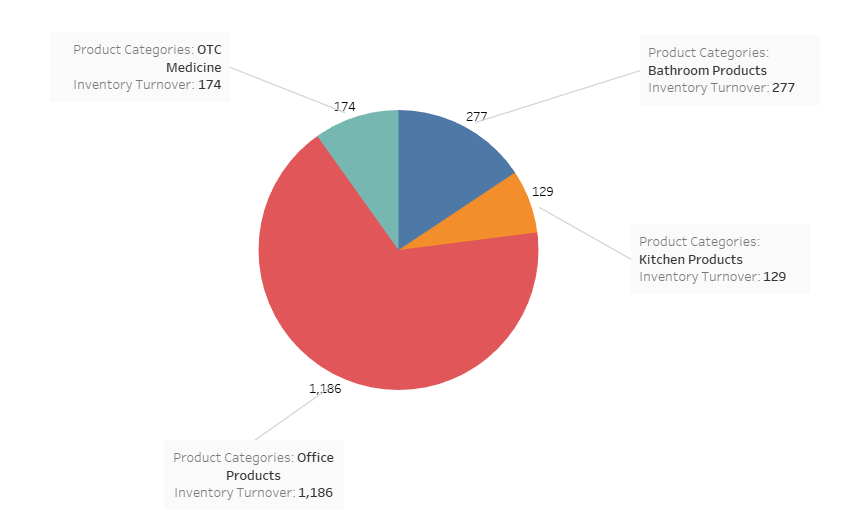 Product Categories: OTC
Medicine
Inventory Turnover: 174
174
277
Product Categories:
Bathroom Products
Inventory Turnover: 277
129
Product Categories:
Kitchen Products
Inventory Turnover: 129
1,186
Product Categories: Office
Products
Inventory Turnover: 1,186